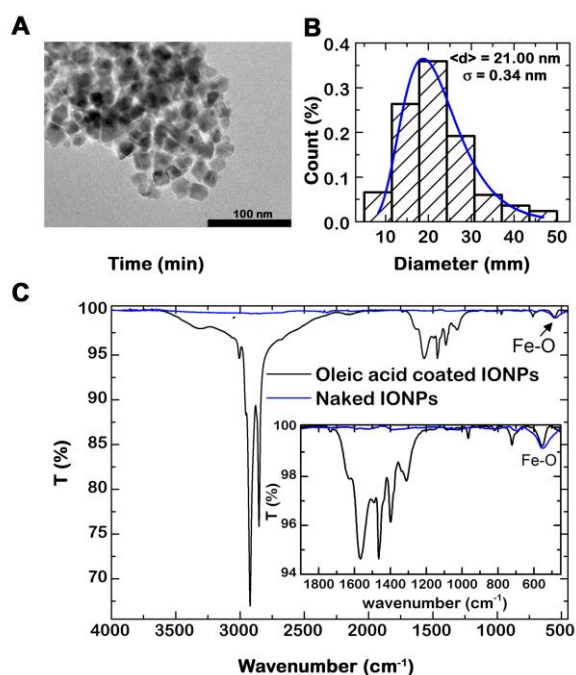 A
100 nm
Time (min)
B
<d> = 21.00 nm
σ = 0.34 nm
0.4
0.3
0.2
0.1
0.0
Count (%)
10 20 30 40 50
Diameter (mm)
C
100
95
90
85
80
75
70
T (%)
Fe-O
Oleic acid coated IONPs
Naked IONPs
100
98
96
94
T (%)
Fe-O
1800 1600 1400 1200 1000 800 600
wavenumber (cm-1)
4000 3500 3000 2500 2000 1500 1000 500
Wavenumber (cm-1)